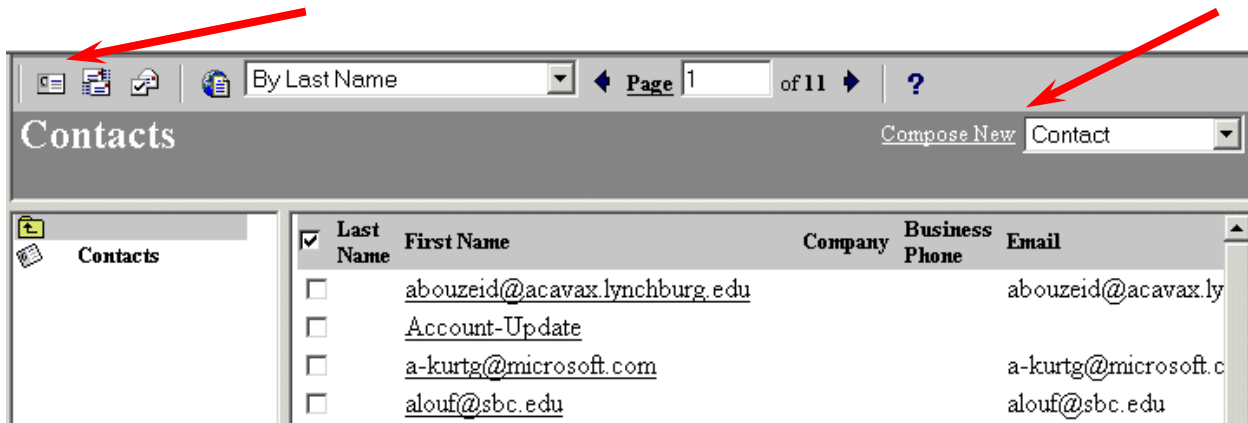 By Last Name Page 1 of 11 ?
Contacts Compose New Contact
Contacts
Last Name First Name Company Business Phone Email
abouzeid@acavax.lynchburg.edu abouzeid@acavax.ly
Account-Update
a-kurtg@microsoft.com a-kurtg@microsoft.c
alouf@sbc.edu alouf@sbc.edu